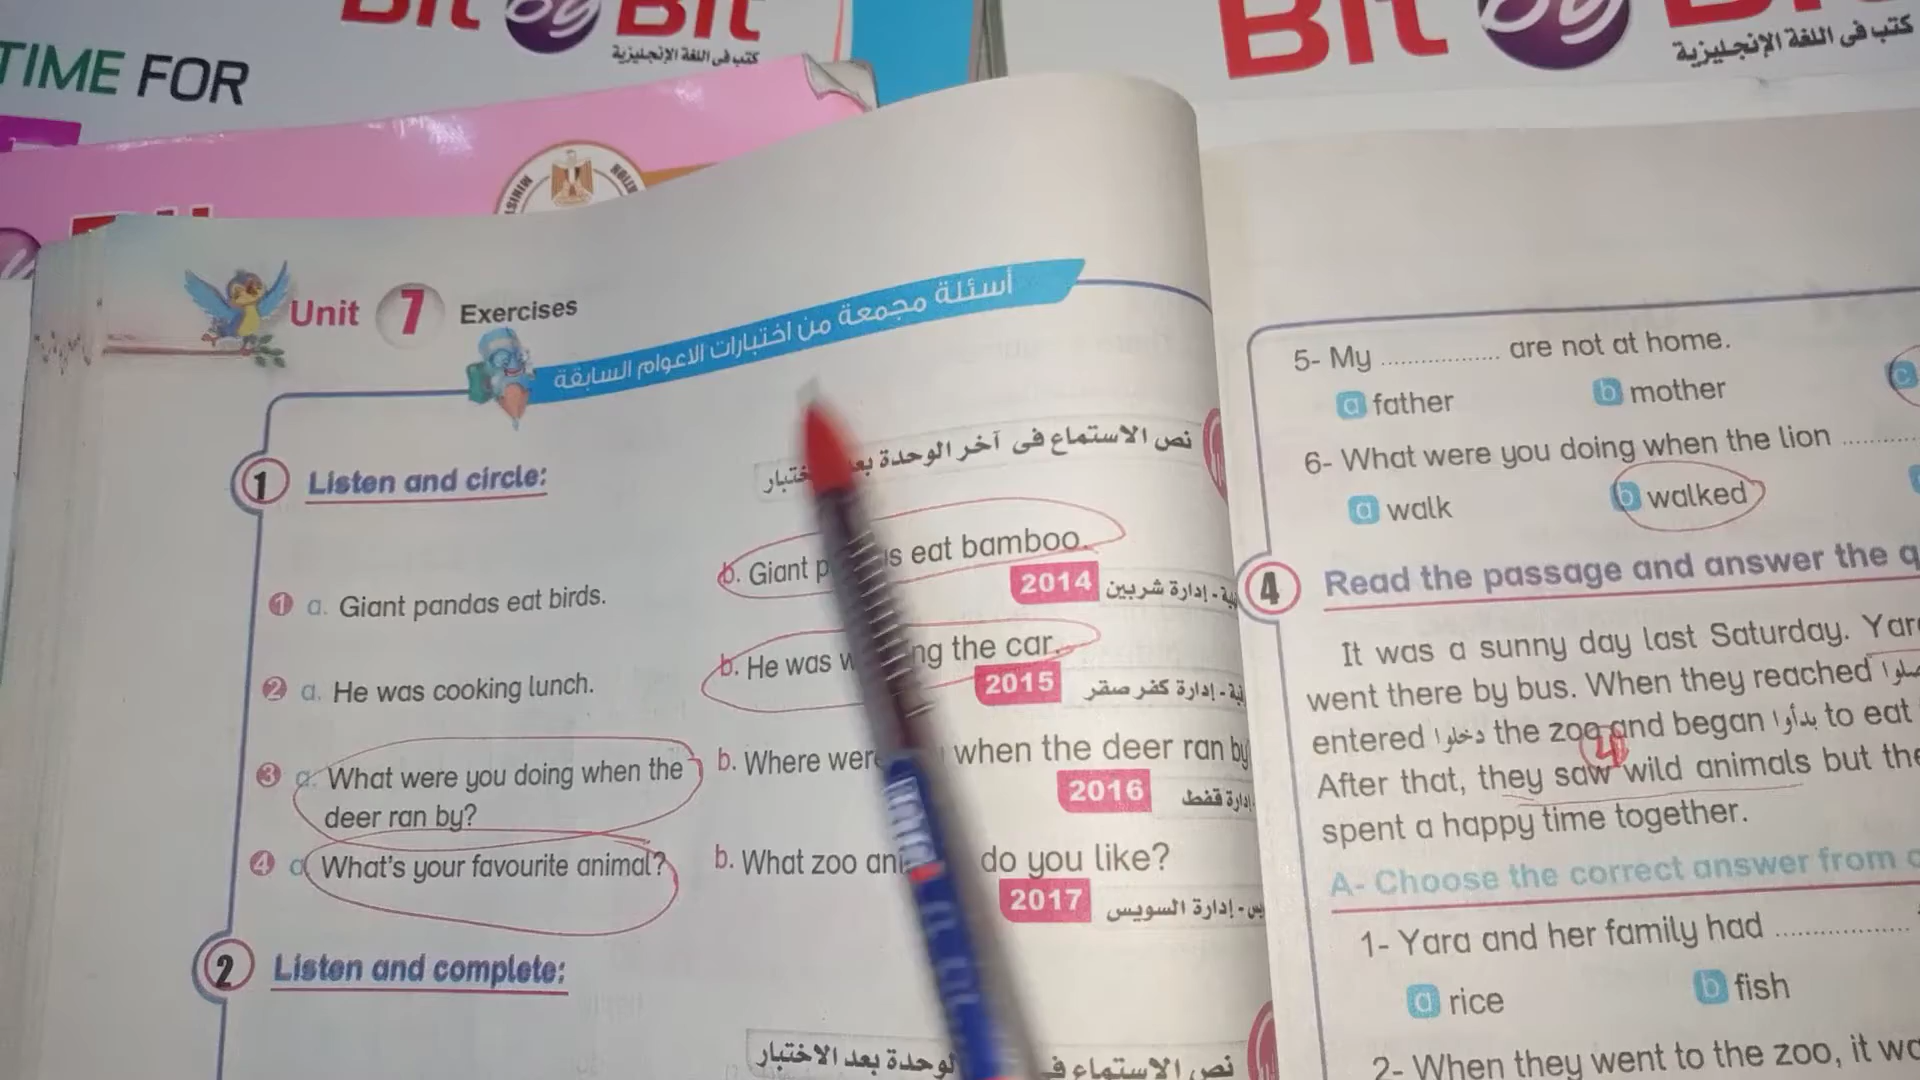 Bit by Bit
كتب فى اللغة الإنجليزية
Bit by Bit
كتب فى اللغة الإنجليزية
TIME FOR
Unit 7 Exercises
أسئلة مجمعة من اختبارات الاعوام السابقة
1 Listen and circle:
نص الاستماع فى آخر الوحدة
1 a. Giant pandas eat birds.
b. Giant eat bamboo.
2014 إدارة شربين
2 a. He was cooking lunch.
b. He was the car.
2015 إدارة كفر صقر
3 a. What were you doing when the
deer ran by?
b. Where were when the deer ran by
2016 إدارة قفط
4 a What's your favourite animal?
b. What zoo do you like?
2017 إدارة السويس
2 Listen and complete:
نص الاستماع الوحدة بعد الاختبار
5- My ................. are not at home.
a father
b mother
c
6- What were you doing when the lion ..........
a walk
b walked
4 Read the passage and answer the
It was a sunny day last Saturday.
went there by bus. When they reached
entered دخلوا the zoo and began بدأوا to eat
4
After that, they saw wild animals but the
spent a happy time together.
A- Choose the correct answer from
1- Yara and her family had .................
a rice
b fish
2- When they went to the zoo, it